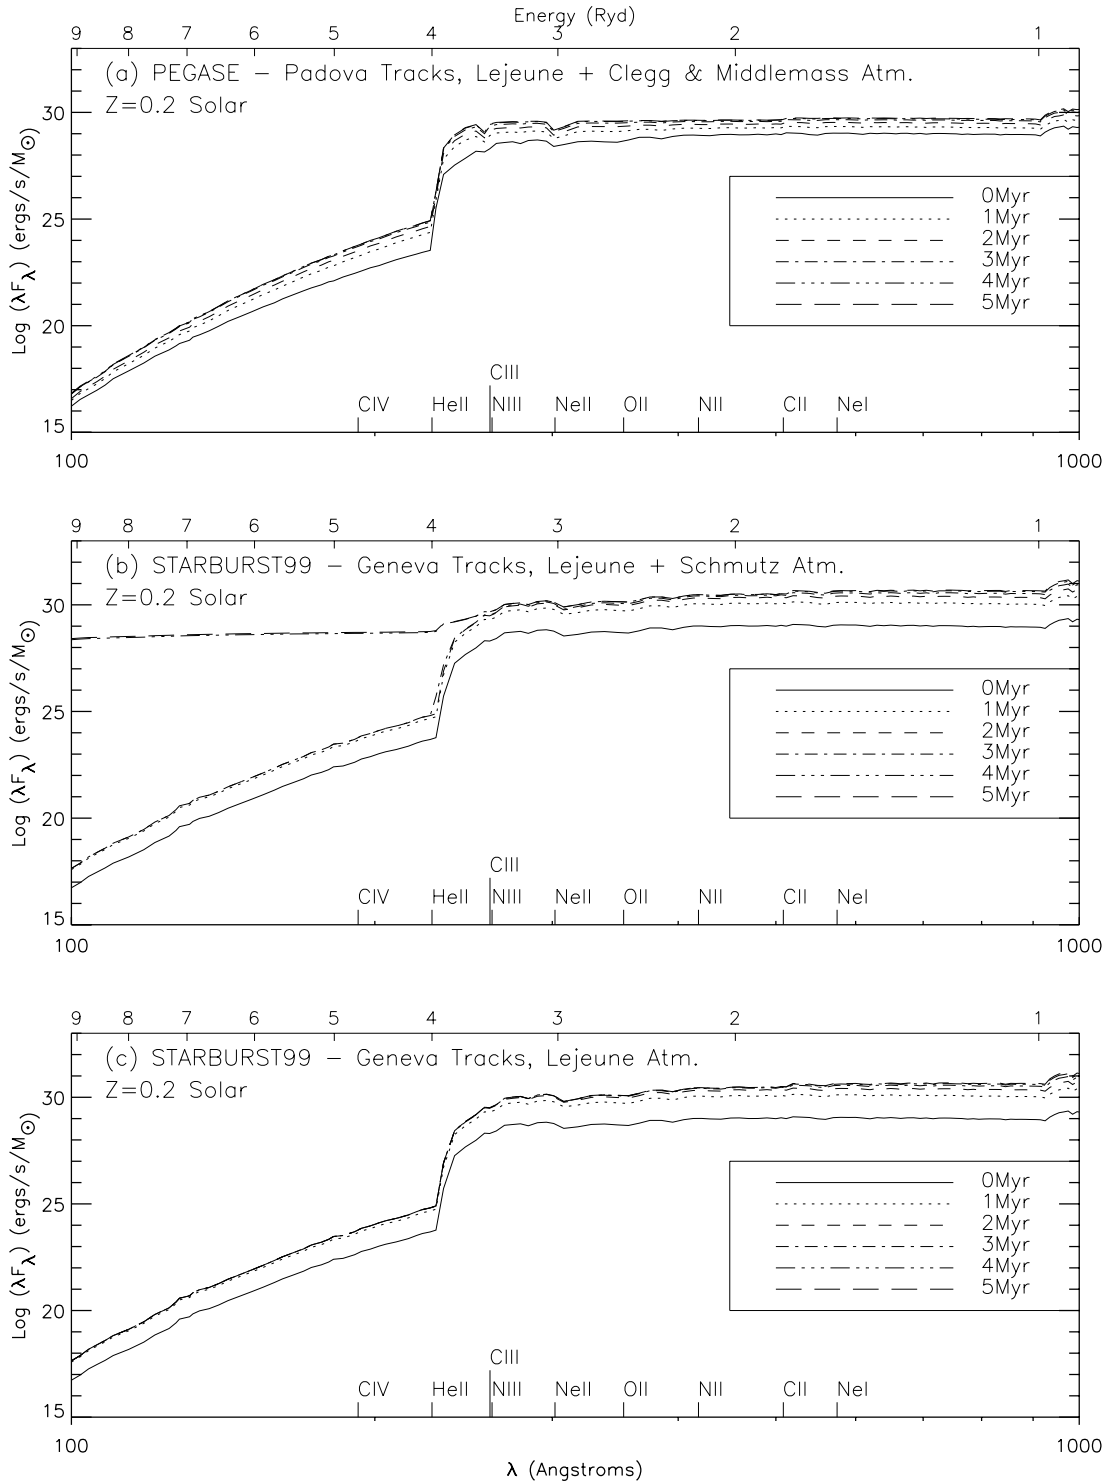 Energy (Ryd)
9 8 7 6 5 4 3 2 1
(a) PEGASE – Padova Tracks, Lejeune + Clegg & Middlemass Atm.
Z=0.2 Solar
Log (λFλ) (ergs/s/M⊙)
30
25
20
15
0Myr
1Myr
2Myr
3Myr
4Myr
5Myr
CIII
CIV HeII NIII NeII OII NII CII NeI
100 1000
9 8 7 6 5 4 3 2 1
(b) STARBURST99 – Geneva Tracks, Lejeune + Schmutz Atm.
Z=0.2 Solar
Log (λFλ) (ergs/s/M⊙)
30
25
20
15
0Myr
1Myr
2Myr
3Myr
4Myr
5Myr
CIII
CIV HeII NIII NeII OII NII CII NeI
100 1000
9 8 7 6 5 4 3 2 1
(c) STARBURST99 – Geneva Tracks, Lejeune Atm.
Z=0.2 Solar
Log (λFλ) (ergs/s/M⊙)
30
25
20
15
0Myr
1Myr
2Myr
3Myr
4Myr
5Myr
CIII
CIV HeII NIII NeII OII NII CII NeI
100 1000
λ (Angstroms)